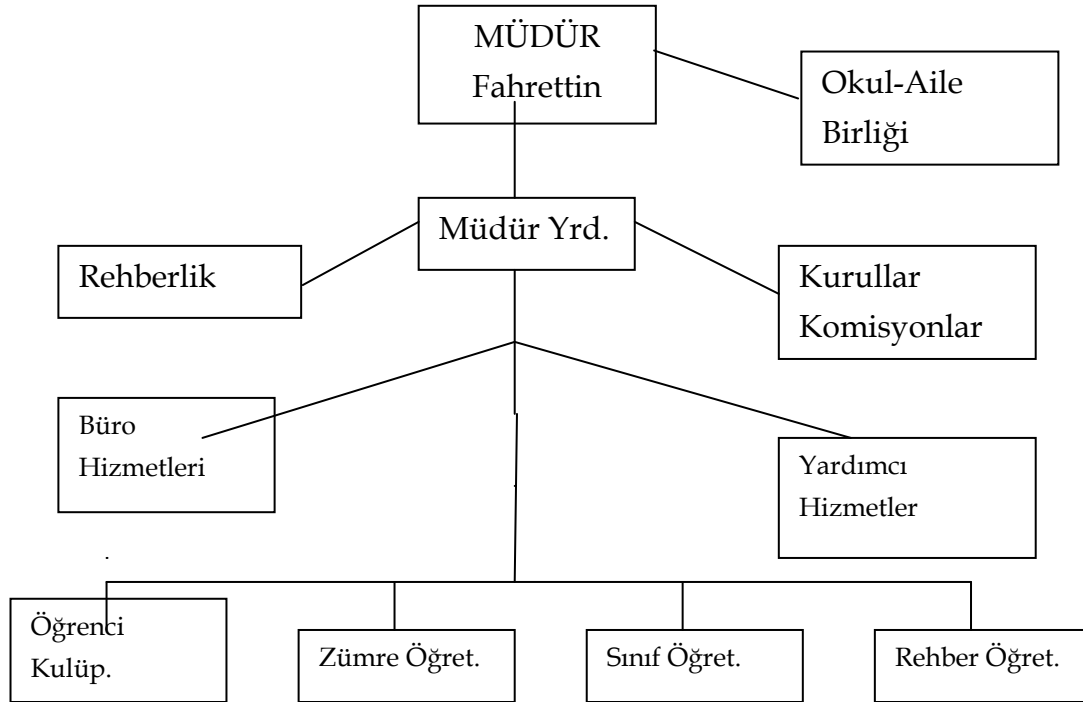 MÜDÜR
Fahrettin
Okul-Aile
Birliği
Müdür Yrd.
Rehberlik
Kurullar
Komisyonlar
Büro
Hizmetleri
Yardımcı
Hizmetler
Öğrenci
Kulüp.
Zümre Öğret.
Sınıf Öğret.
Rehber Öğret.